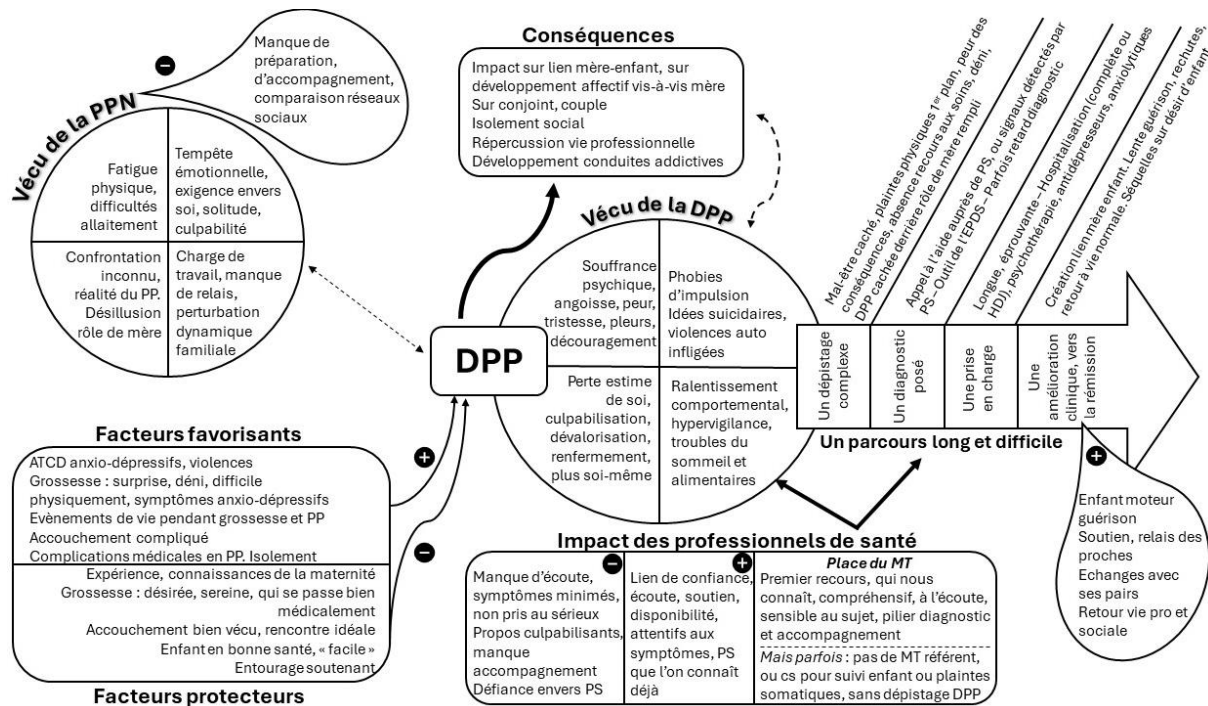 Vécu de la PPN
−
Manque de
préparation,
d’accompagnement,
comparaison réseaux
sociaux
Fatigue
physique,
difficultés
allaitement
Tempête
émotionnelle,
exigence envers
soi, solitude,
culpabilité
Confrontation
inconnu,
réalité du PP.
Désillusion
rôle de mère
Charge de
travail, manque
de relais,
perturbation
dynamique
familiale
Conséquences
Impact sur lien mère-enfant, sur
développement affectif vis-à-vis mère
Sur conjoint, couple
Isolement social
Répercussion vie professionnelle
Développement conduites addictives
DPP
Vécu de la DPP
Souffrance
psychique,
angoisse, peur,
tristesse, pleurs,
découragement
Phobies
d’impulsion
Idées suicidaires,
violences auto
infligées
Perte estime
de soi,
culpabilisation,
dévalorisation,
renfermement,
plus soi-même
Ralentissement
comportemental,
hypervigilance,
troubles du
sommeil et
alimentaires
Mal-être caché, plaintes physiques 1er plan, peur des
conséquences, absence recours aux soins, déni,
DPP cachée derrière rôle de mère rempli
Appel à l’aide auprès de PS, ou signaux détectés par
PS – Outil de l’EPDS – Parfois retard diagnostic
Longue, éprouvante – Hospitalisation (complète ou
HDJ), psychothérapie, antidépresseurs, anxiolytiques
Création lien mère enfant. Lente guérison, rechutes,
retour à vie normale. Séquelles sur désir d’enfant
Un dépistage
complexe
Un diagnostic
posé
Une prise
en charge
Une
amélioration
clinique, vers
la rémission
Un parcours long et difficile
+
Enfant moteur
guérison
Soutien, relais des
proches
Echanges avec
ses pairs
Retour vie pro et
sociale
Facteurs favorisants
ATCD anxio-dépressifs, violences
Grossesse : surprise, déni, difficile
physiquement, symptômes anxio-dépressifs
Evènements de vie pendant grossesse et PP
Accouchement compliqué
Complications médicales en PP. Isolement
+
−
Expérience, connaissances de la maternité
Grossesse : désirée, sereine, qui se passe bien
médicalement
Accouchement bien vécu, rencontre idéale
Enfant en bonne santé, « facile »
Entourage soutenant
Facteurs protecteurs
Impact des professionnels de santé
−
Manque d’écoute,
symptômes minimés,
non pris au sérieux
Propos culpabilisants,
manque
accompagnement
Défiance envers PS
+
Lien de confiance,
écoute, soutien,
disponibilité,
attentifs aux
symptômes, PS
que l’on connaît
déjà
Place du MT
Premier recours, qui nous
connaît, compréhensif, à l’écoute,
sensible au sujet, pilier diagnostic
et accompagnement
Mais parfois : pas de MT référent,
ou cs pour suivi enfant ou plaintes
somatiques, sans dépistage DPP